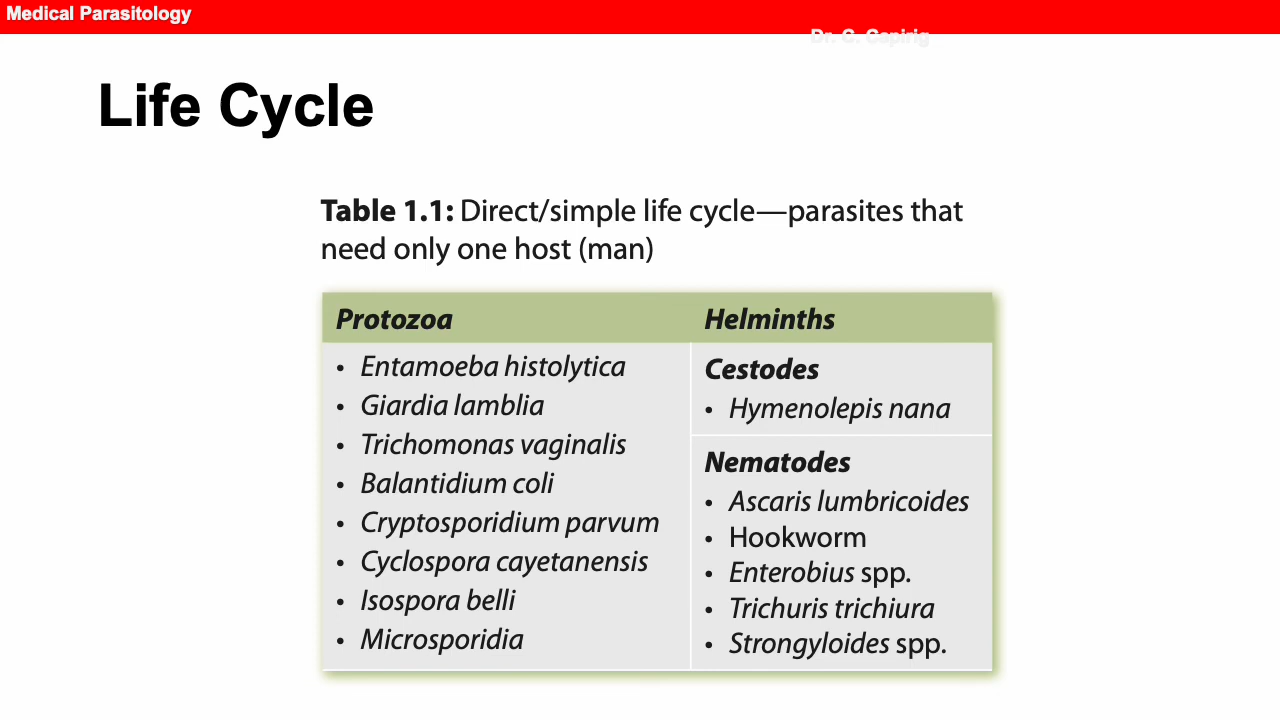 Medical Parasitology
Dr. C. Capirig
Life Cycle
Table 1.1: Direct/simple life cycle—parasites that
need only one host (man)
Protozoa
• Entamoeba histolytica
• Giardia lamblia
• Trichomonas vaginalis
• Balantidium coli
• Cryptosporidium parvum
• Cyclospora cayetanensis
• Isospora belli
• Microsporidia
Helminths
Cestodes
• Hymenolepis nana
Nematodes
• Ascaris lumbricoides
• Hookworm
• Enterobius spp.
• Trichuris trichiura
• Strongyloides spp.